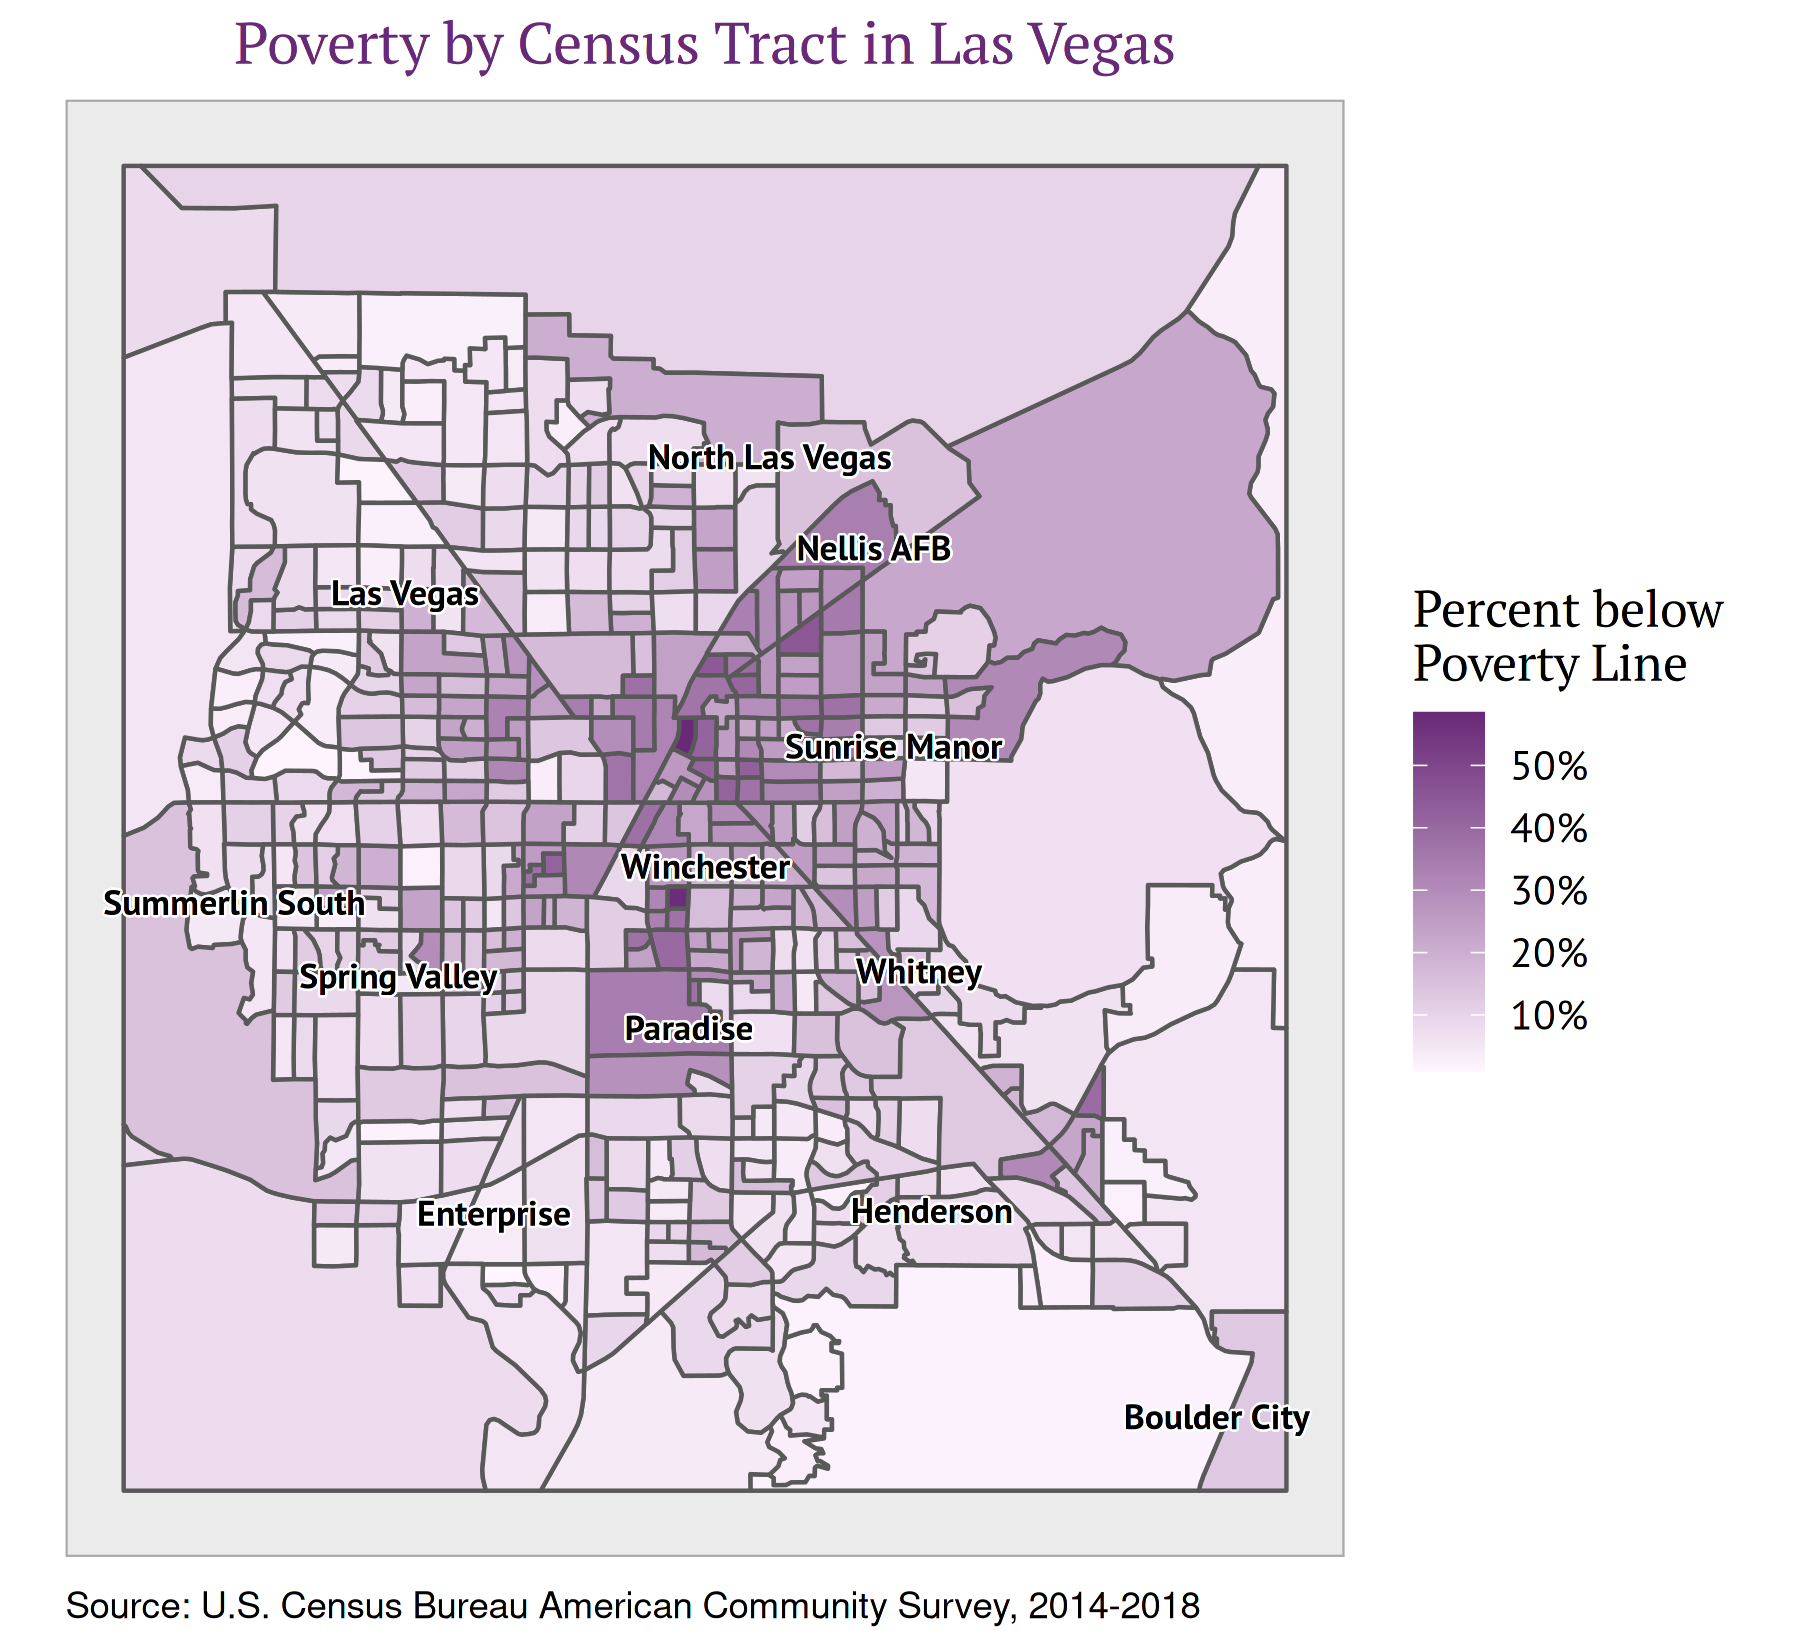 Poverty by Census Tract in Las Vegas
North Las Vegas
Nellis AFB
Las Vegas
Sunrise Manor
Winchester
Summerlin South
Spring Valley
Whitney
Paradise
Enterprise
Henderson
Boulder City
Percent below
Poverty Line
50%
40%
30%
20%
10%
Source: U.S. Census Bureau American Community Survey, 2014-2018